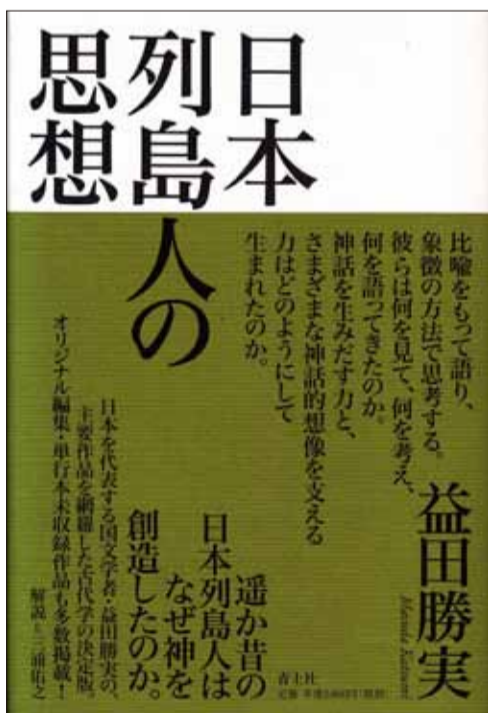 日本
列島人の
思想
比喩をもって語り、
象徴の方法で思考する。
彼らは何を見て、何を考え、
何を語ってきたのか。
神話を生みだす力と、
さまざまな神話的想像を支える
力はどのようにして
生まれたのか。
益田勝実
Masuda Katsumi
遥か昔の
日本列島人は
なぜ神を
創造したのか。
日本を代表する国文学者・益田勝実の、
主要作品を網羅した古代学の決定版。
オリジナル編集・単行本未収録作品も多数掲載!
解説=三浦佑之
青土社